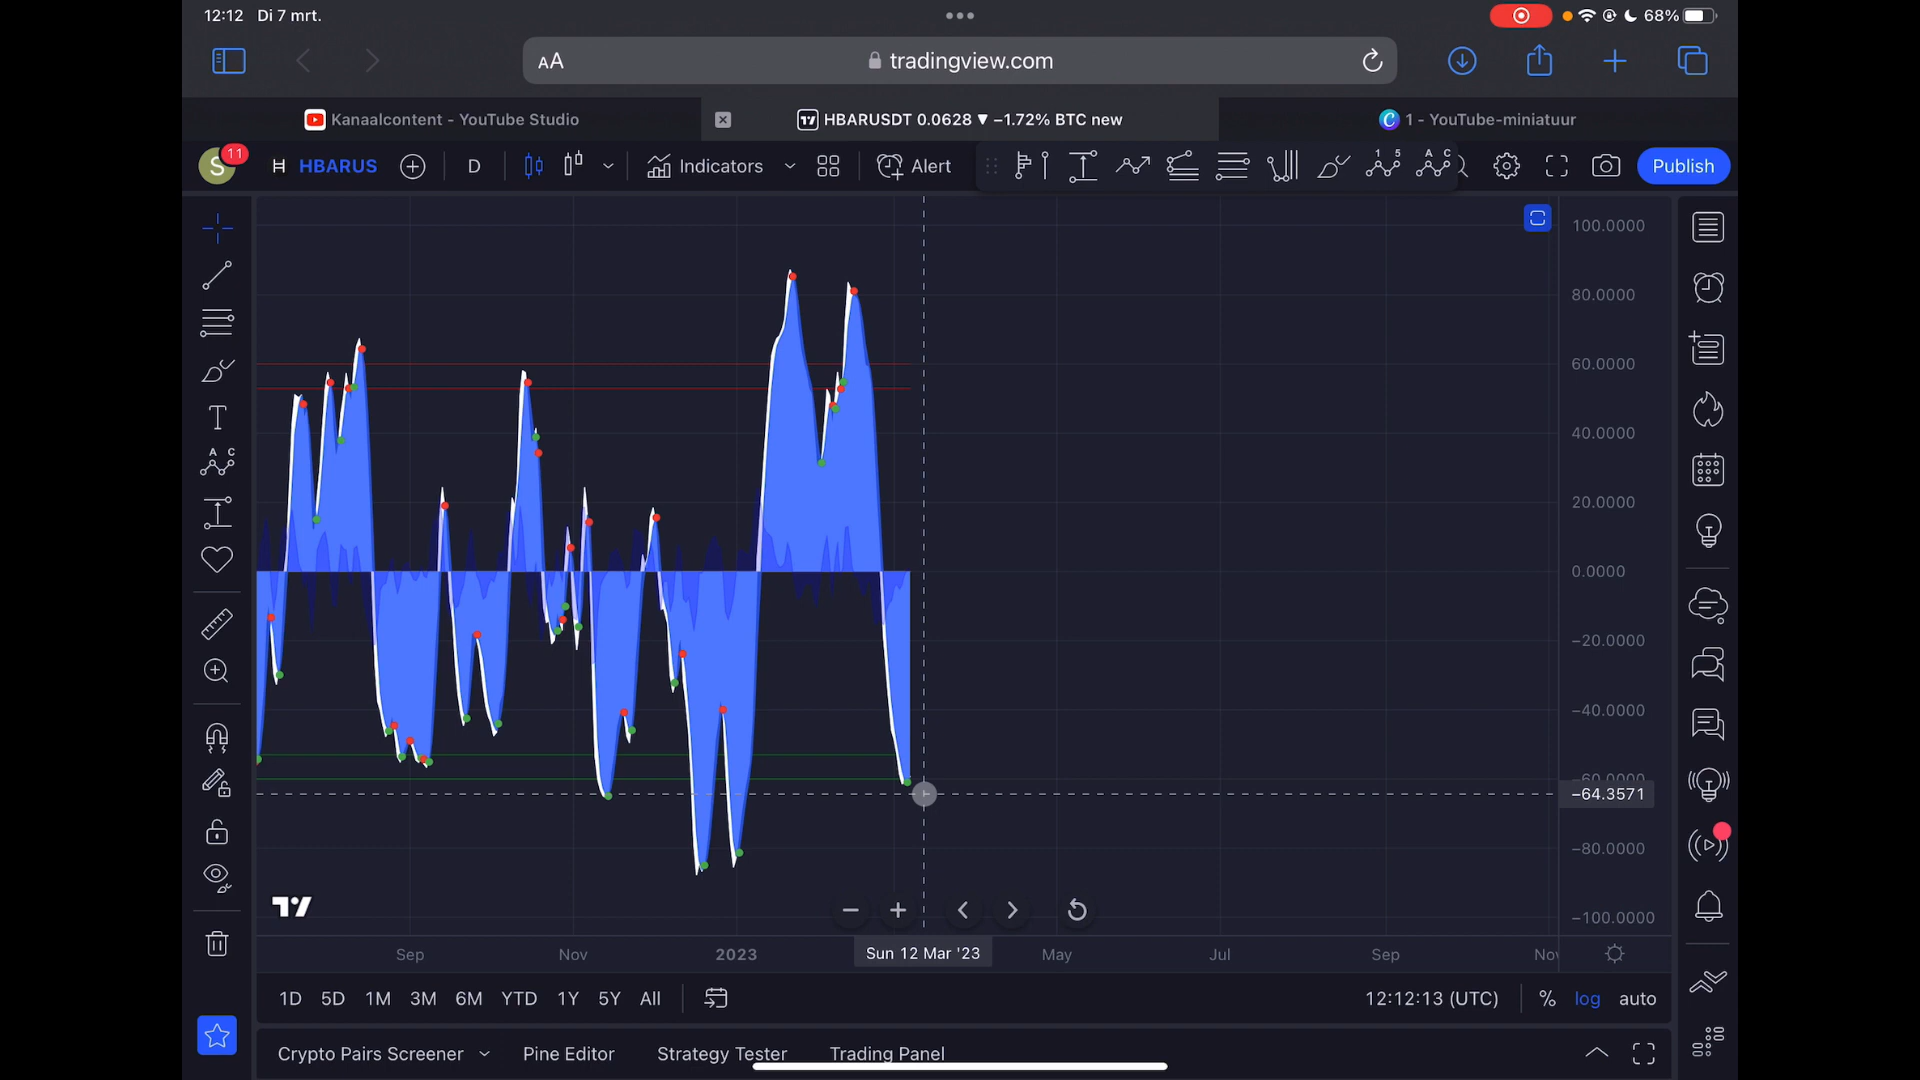 12:12 Di 7 mrt.
68%
AA tradingview.com
Kanaalcontent - YouTube Studio
HBARUSDT 0.0628 ▼ −1.72% BTC new
1 - YouTube-miniatuur
S 11 H HBARUS D Indicators Alert Publish
100.0000
80.0000
60.0000
40.0000
20.0000
0.0000
−20.0000
−40.0000
−60.0000
−64.3571
−80.0000
−100.0000
Sep Nov 2023 Sun 12 Mar '23 May Jul Sep Nov
1D 5D 1M 3M 6M YTD 1Y 5Y All 12:12:13 (UTC) % log auto
Crypto Pairs Screener Pine Editor Strategy Tester Trading Panel